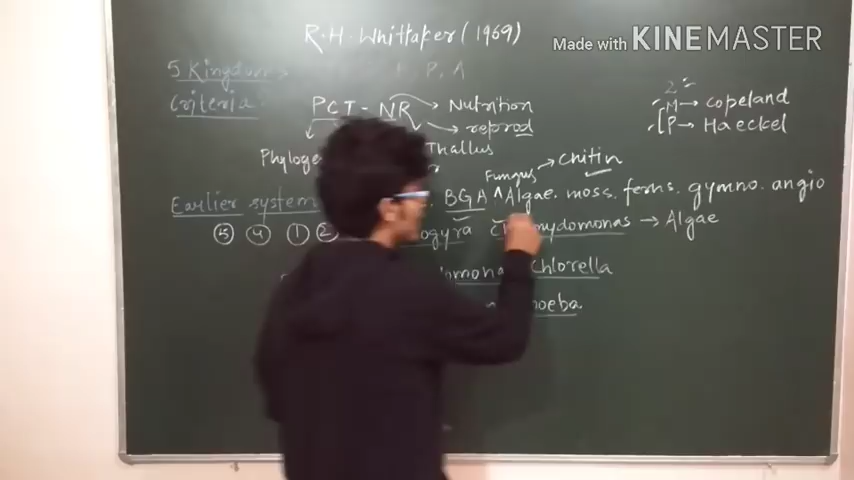 R.H. Whittaker (1969)
Made with KINEMASTER
5 Kingdoms P, A
Criteria
PCT - NR → Nutrition
→ reprod
2
M → Copeland
P → Haeckel
Thallus
Fungus → chitin
Earlier system BGA ^ Algae. moss. ferns. gymno. angio
5 4 1 2 ogyra mydomonas → Algae
domonas chlorella
oeba